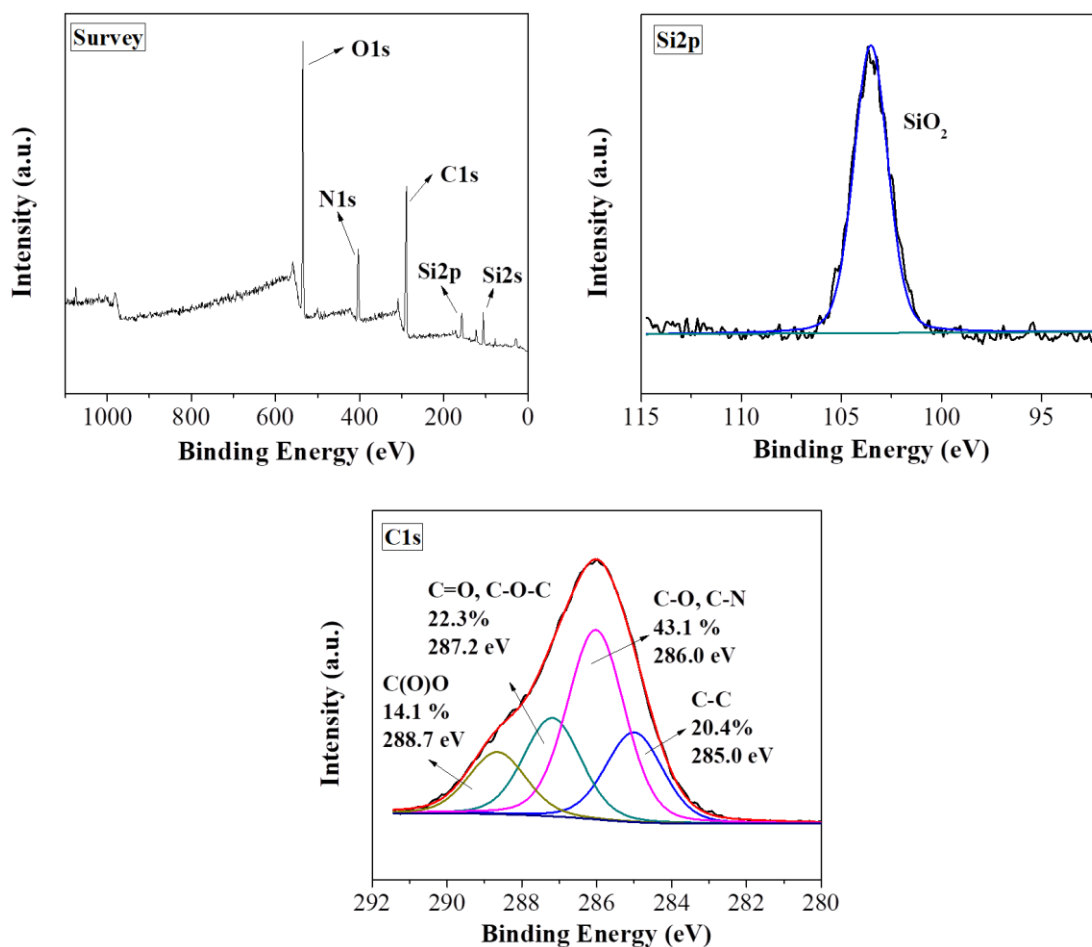 Survey
O1s
N1s
C1s
Si2p
Si2s
Intensity (a.u.)
1000 800 600 400 200 0
Binding Energy (eV)
Si2p
SiO2
Intensity (a.u.)
115 110 105 100 95
Binding Energy (eV)
C1s
C=O, C-O-C
22.3%
287.2 eV
C-O, C-N
43.1 %
286.0 eV
C(O)O
14.1 %
288.7 eV
C-C
20.4%
285.0 eV
Intensity (a.u.)
292 290 288 286 284 282 280
Binding Energy (eV)